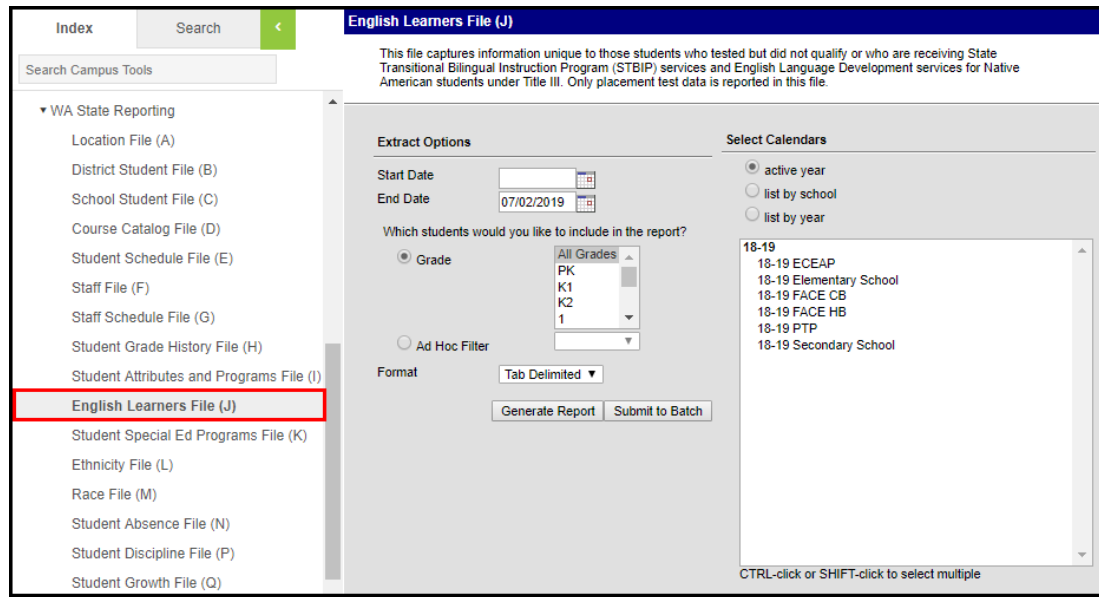 Index
Search
<
Search Campus Tools
WA State Reporting
Location File (A)
District Student File (B)
School Student File (C)
Course Catalog File (D)
Student Schedule File (E)
Staff File (F)
Staff Schedule File (G)
Student Grade History File (H)
Student Attributes and Programs File (I)
English Learners File (J)
Student Special Ed Programs File (K)
Ethnicity File (L)
Race File (M)
Student Absence File (N)
Student Discipline File (P)
Student Growth File (Q)
English Learners File (J)
This file captures information unique to those students who tested but did not qualify or who are receiving State
Transitional Bilingual Instruction Program (STBIP) services and English Language Development services for Native
American students under Title III. Only placement test data is reported in this file.
Extract Options
Start Date
End Date 07/02/2019
Which students would you like to include in the report?
Grade
All Grades
PK
K1
K2
1
Ad Hoc Filter
Format Tab Delimited
Generate Report Submit to Batch
Select Calendars
active year
list by school
list by year
18-19
18-19 ECEAP
18-19 Elementary School
18-19 FACE CB
18-19 FACE HB
18-19 PTP
18-19 Secondary School
CTRL-click or SHIFT-click to select multiple